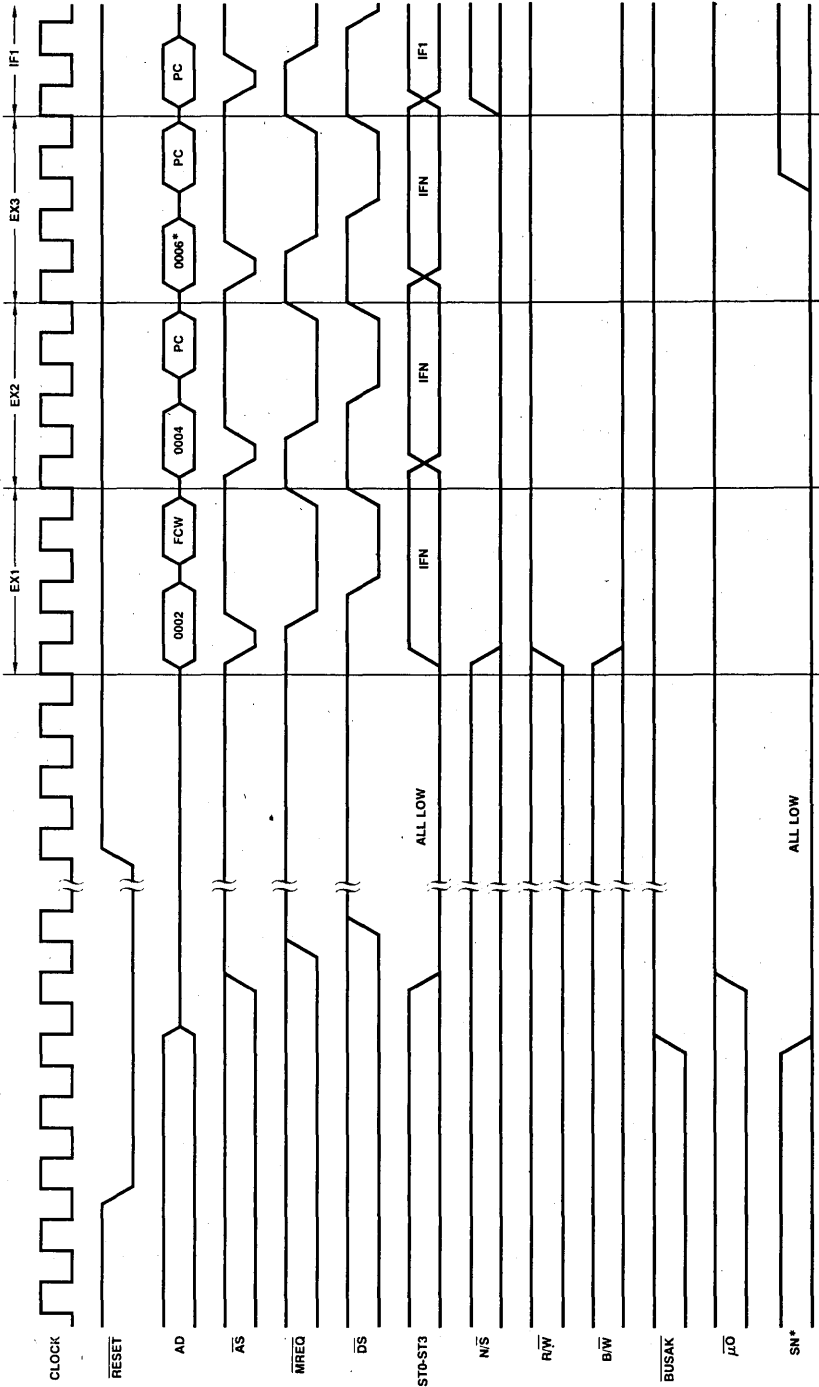 EX1 EX2 EX3 IF1
CLOCK
RESET
AD 0002 FCW 0004 PC 0006* PC PC
AS
MREQ
DS
ST0-ST3 ALL LOW IFN IFN IFN IF1
N/S
R/W
B/W
BUSAK
μO
SN* ALL LOW